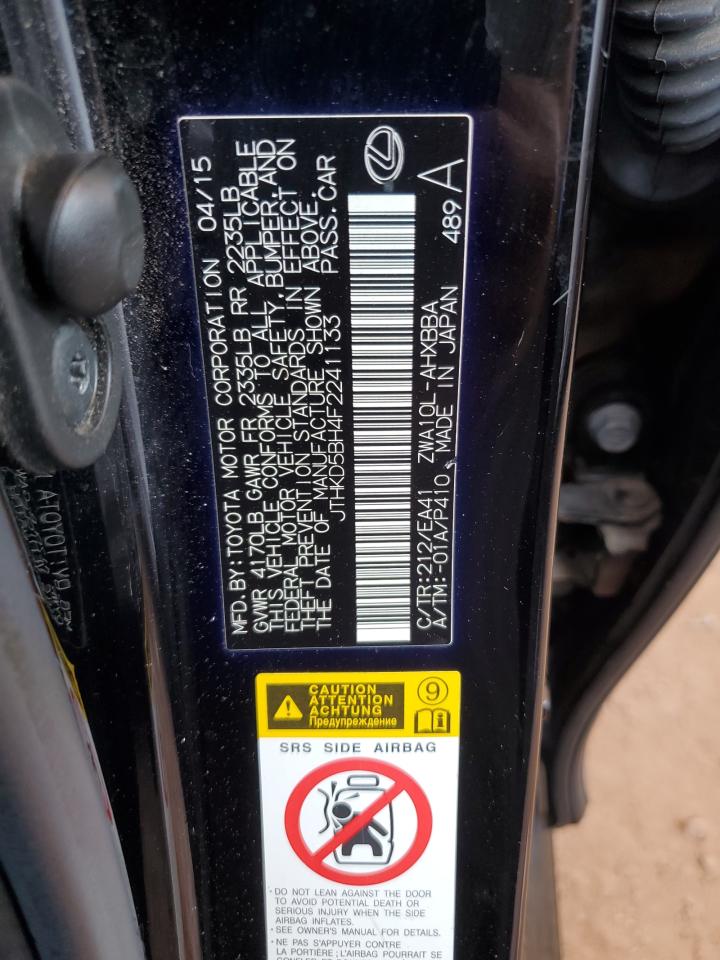 MFD. BY: TOYOTA MOTOR CORPORATION 04/15
GVWR 4170LB GAWR FR 2335LB RR 2235LB
THIS VEHICLE CONFORMS TO ALL APPLICABLE
FEDERAL MOTOR VEHICLE SAFETY, BUMPER, AND
THEFT PREVENTION STANDARDS IN EFFECT ON
THE DATE OF MANUFACTURE SHOWN ABOVE.
JTHKD5BH4F2241133 PASS. CAR
C/TR:212/EA41 ZWA10L-AHXBBA 489
A/TM:-01A/P410 MADE IN JAPAN A
CAUTION
ATTENTION
ACHTUNG
Предупреждение
9
SRS SIDE AIRBAG
· DO NOT LEAN AGAINST THE DOOR
TO AVOID POTENTIAL DEATH OR
SERIOUS INJURY WHEN THE SIDE
AIRBAG INFLATES.
· SEE OWNER'S MANUAL FOR DETAILS.
· NE PAS S'APPUYER CONTRE
LA PORTIERE ; L'AIRBAG POURRAIT SE